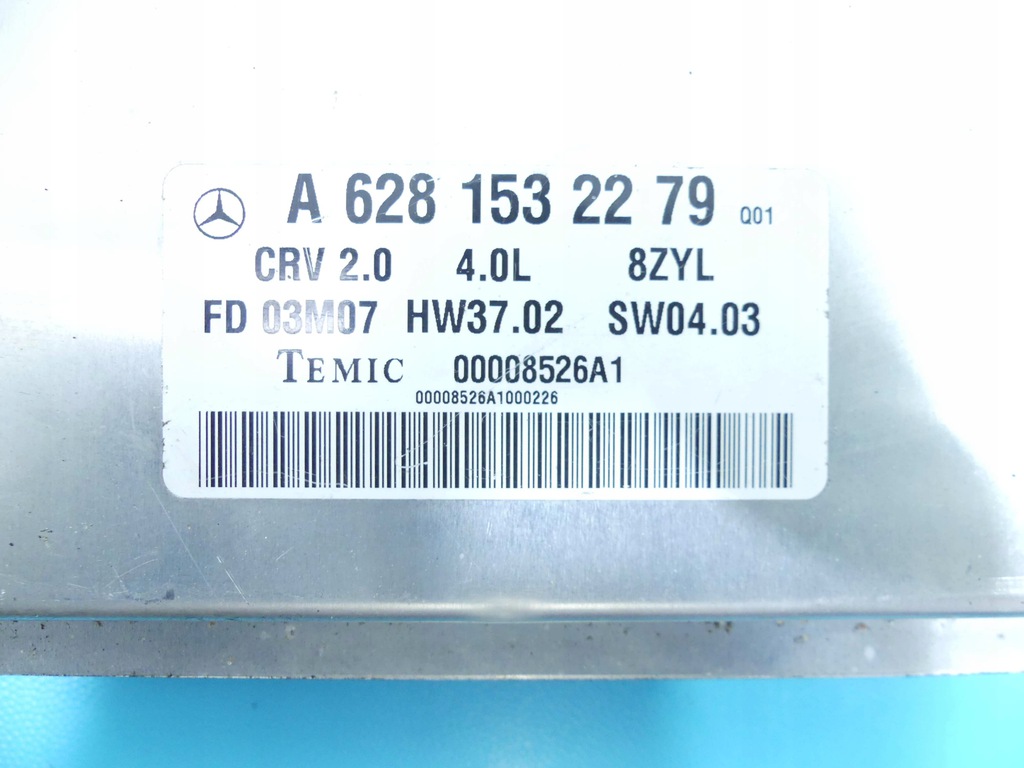 A 628 153 22 79 Q01
CRV 2.0 4.0L 8ZYL
FD 03M07 HW37.02 SW04.03
TEMIC 00008526A1
00008526A1000226